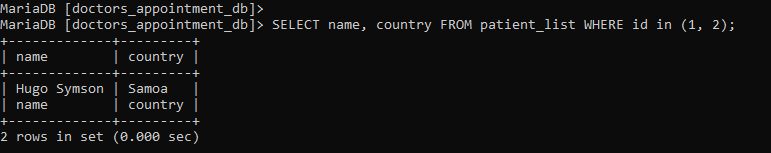 MariaDB [doctors_appointment_db]>
MariaDB [doctors_appointment_db]> SELECT name, country FROM patient_list WHERE id in (1, 2);
+-------------+---------+
| name        | country |
+-------------+---------+
| Hugo Symson | Samoa   |
| name        | country |
+-------------+---------+
2 rows in set (0.000 sec)